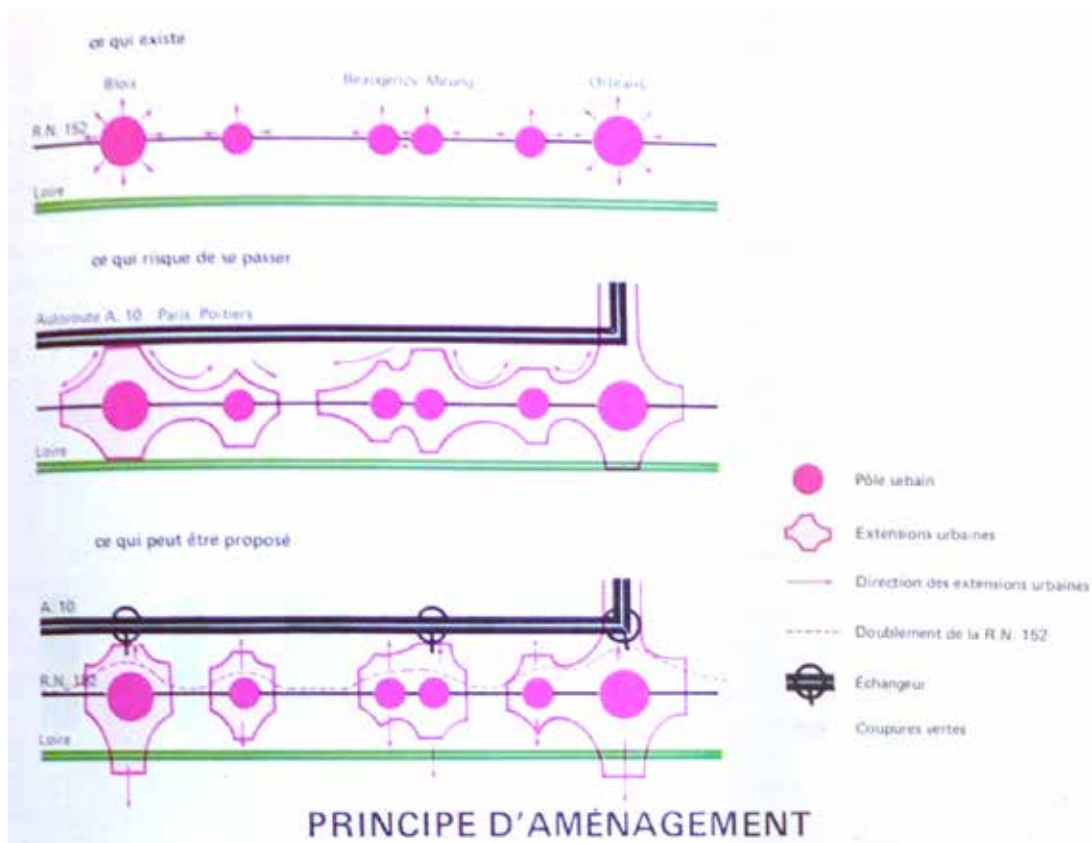 ce qui existe
Blois
Beaugency Meung
Orléans
R.N. 152
Loire
ce qui risque de se passer
Autoroute A. 10 Paris Poitiers
Loire
ce qui peut être proposé
A. 10
R.N. 152
Loire
Pôle urbain
Extensions urbaines
Direction des extensions urbaines
Doublement de la R.N. 152
Échangeur
Coupures vertes
PRINCIPE D'AMÉNAGEMENT